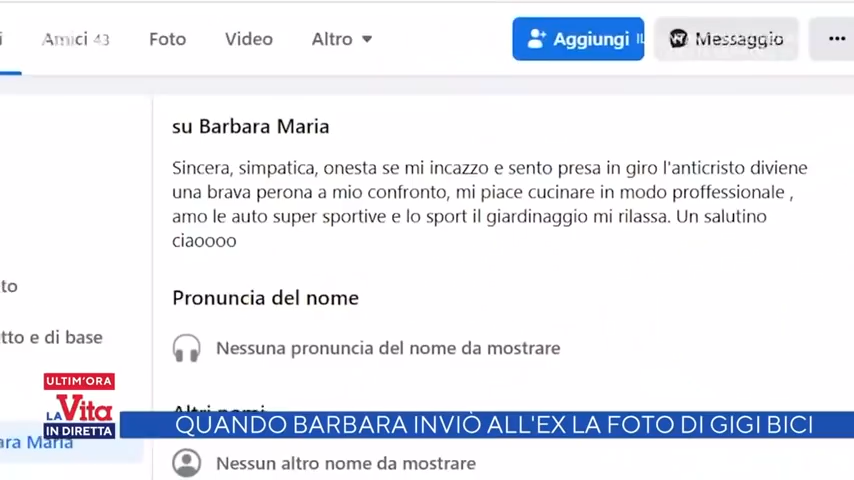 i
Amici 43
Foto
Video
Altro
Aggiungi
Messaggio
su Barbara Maria
Sincera, simpatica, onesta se mi incazzo e sento presa in giro l'anticristo diviene
una brava perona a mio confronto, mi piace cucinare in modo proffessionale ,
amo le auto super sportive e lo sport il giardinaggio mi rilassa. Un salutino
ciaoooo
to
Pronuncia del nome
tto e di base
Nessuna pronuncia del nome da mostrare
ULTIM'ORA
LA Vita
IN DIRETTA
Altri nomi
QUANDO BARBARA INVIÒ ALL'EX LA FOTO DI GIGI BICI
ara Maria
Nessun altro nome da mostrare